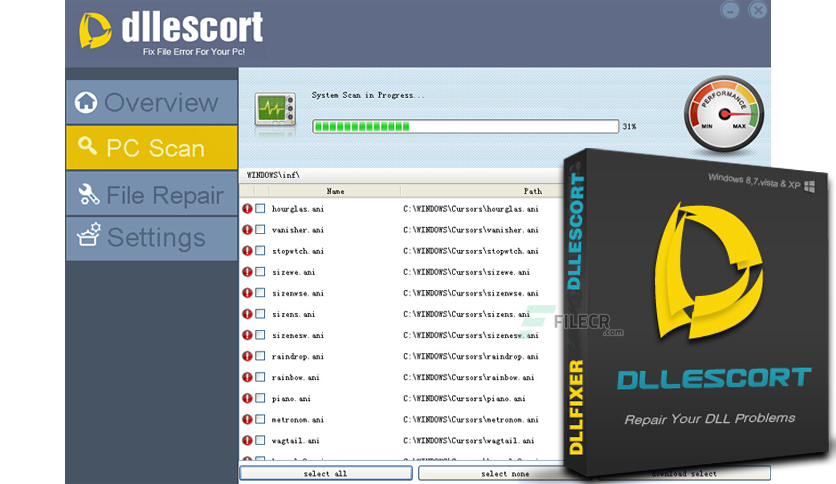 dllescort
Fix File Error For Your Pc!
Overview
PC Scan
File Repair
Settings
System Scan in Progress...
31%
PERFORMANCE
MIN MAX
WINDOWS\inf\
Name Path
hourglas.ani C:\WINDOWS\Cursors\hourglas.ani
vanisher.ani C:\WINDOWS\Cursors\vanisher.ani
stopwtch.ani C:\WINDOWS\Cursors\stopwtch.ani
sizewe.ani C:\WINDOWS\Cursors\sizewe.ani
sizenwse.ani C:\WINDOWS\Cursors\sizenwse.ani
sizens.ani C:\WINDOWS\Cursors\sizens.ani
sizenesw.ani C:\WINDOWS\Cursors\sizenesw.ani
raindrop.ani C:\WINDOWS\Cursors\raindrop.ani
rainbow.ani C:\WINDOWS\Cursors\rainbow.ani
piano.ani C:\WINDOWS\Cursors\piano.ani
metronom.ani C:\WINDOWS\Cursors\metronom.ani
wagtail.ani C:\WINDOWS\Cursors\wagtail.ani
select all
select none
download select
FILECR
.com
DLLESCORT
DLLFIXER
Windows 8,7,vista & XP
DLLESCORT
Repair Your DLL Problems